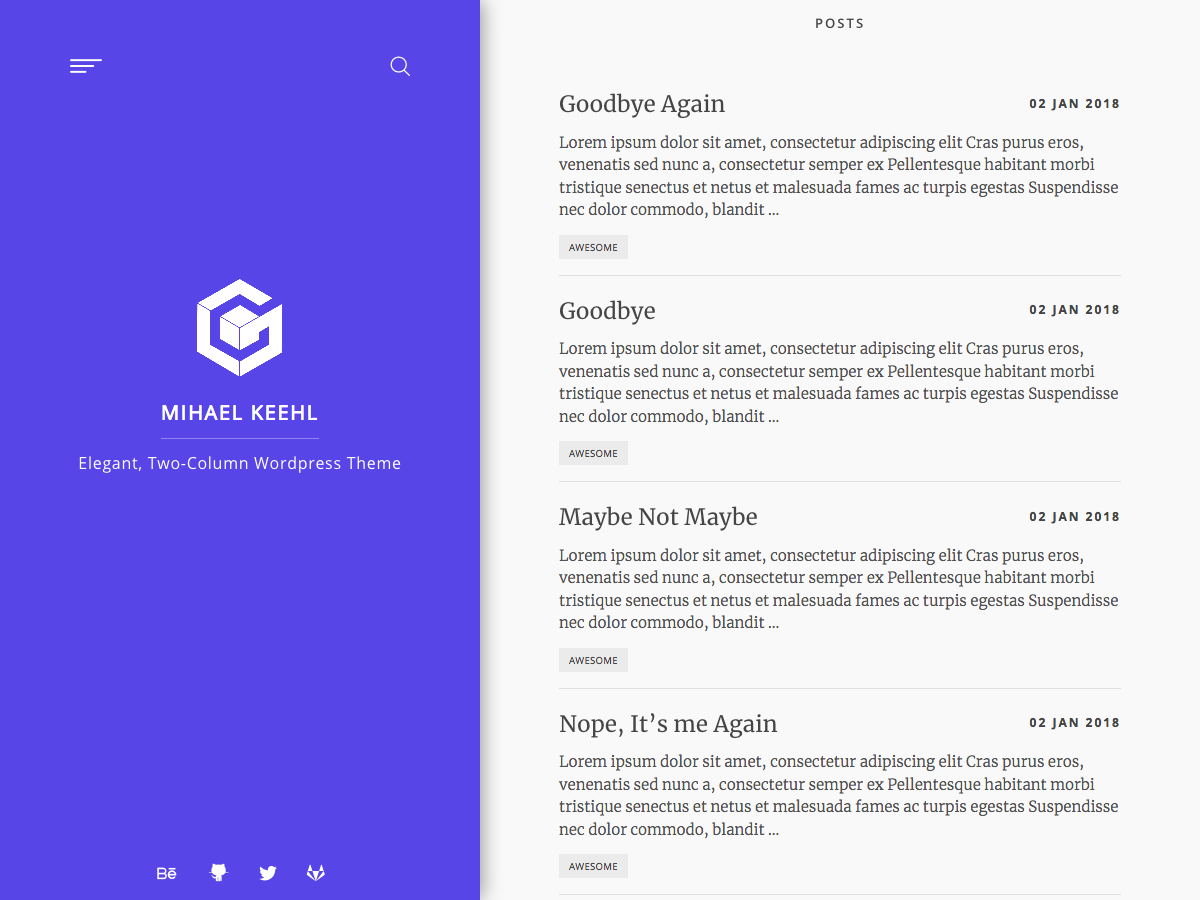 MIHAEL KEEHL
Elegant, Two-Column Wordpress Theme
Bē
POSTS
Goodbye Again
02 JAN 2018
Lorem ipsum dolor sit amet, consectetur adipiscing elit Cras purus eros,
venenatis sed nunc a, consectetur semper ex Pellentesque habitant morbi
tristique senectus et netus et malesuada fames ac turpis egestas Suspendisse
nec dolor commodo, blandit ...
AWESOME
Goodbye
02 JAN 2018
Lorem ipsum dolor sit amet, consectetur adipiscing elit Cras purus eros,
venenatis sed nunc a, consectetur semper ex Pellentesque habitant morbi
tristique senectus et netus et malesuada fames ac turpis egestas Suspendisse
nec dolor commodo, blandit ...
AWESOME
Maybe Not Maybe
02 JAN 2018
Lorem ipsum dolor sit amet, consectetur adipiscing elit Cras purus eros,
venenatis sed nunc a, consectetur semper ex Pellentesque habitant morbi
tristique senectus et netus et malesuada fames ac turpis egestas Suspendisse
nec dolor commodo, blandit ...
AWESOME
Nope, It’s me Again
02 JAN 2018
Lorem ipsum dolor sit amet, consectetur adipiscing elit Cras purus eros,
venenatis sed nunc a, consectetur semper ex Pellentesque habitant morbi
tristique senectus et netus et malesuada fames ac turpis egestas Suspendisse
nec dolor commodo, blandit ...
AWESOME